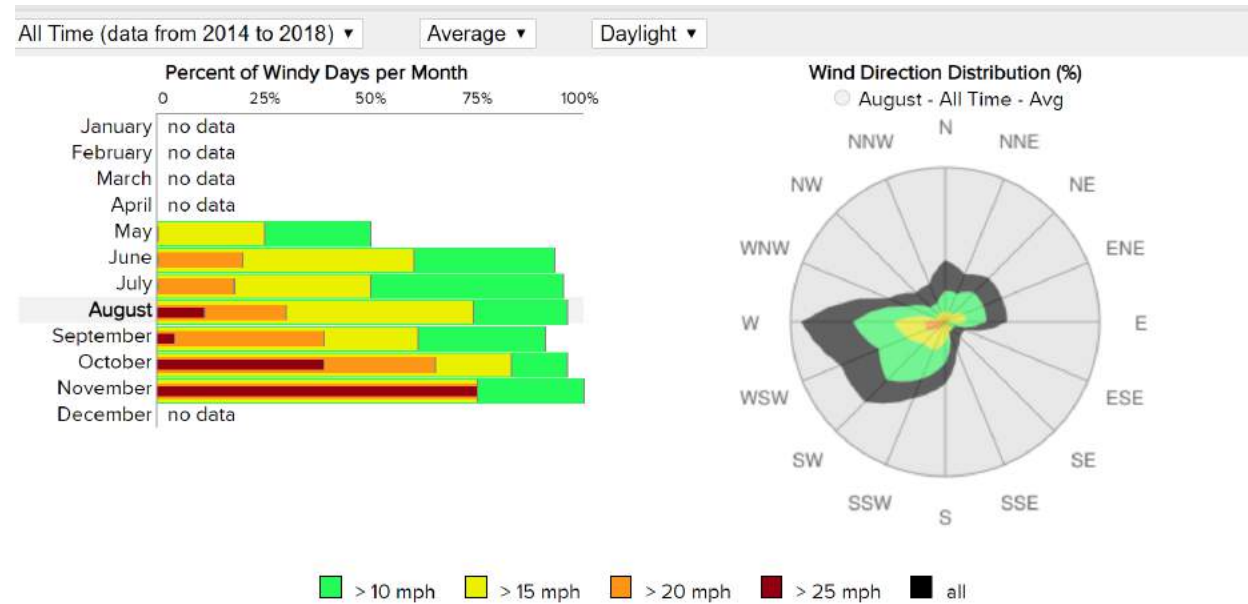 All Time (data from 2014 to 2018) ▼ Average ▼ Daylight ▼
Percent of Windy Days per Month
0 25% 50% 75% 100%
January no data
February no data
March no data
April no data
May
June
July
August
September
October
November
December no data
Wind Direction Distribution (%)
August - All Time - Avg
N
NNW NNE
NW NE
WNW ENE
W E
WSW ESE
SW SE
SSW SSE
S
> 10 mph > 15 mph > 20 mph > 25 mph all